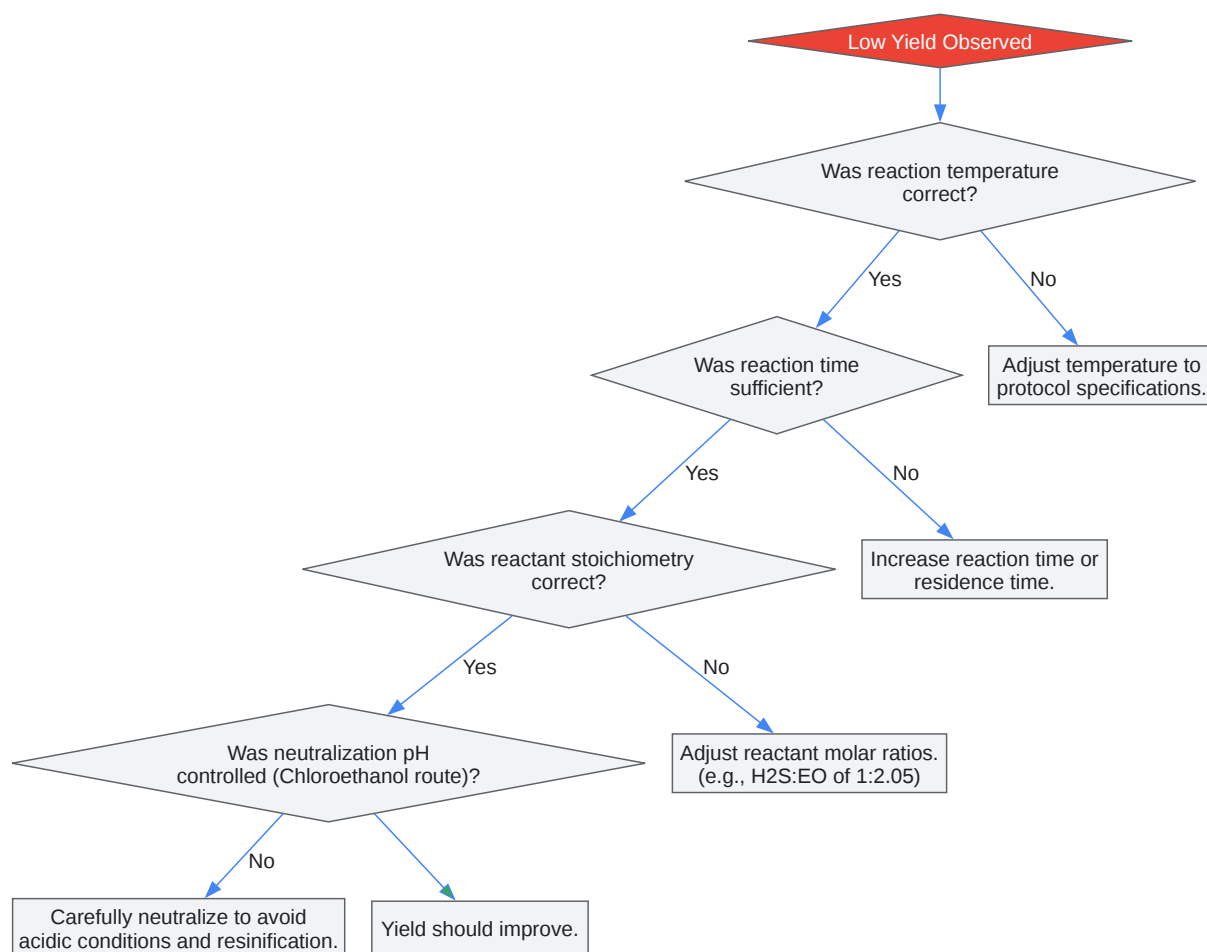 Low Yield Observed
Was reaction temperature
correct?
Yes
No
Was reaction time
sufficient?
Adjust temperature to
protocol specifications.
Yes
No
Was reactant stoichiometry
correct?
Increase reaction time or
residence time.
Yes
No
Was neutralization pH
controlled (Chloroethanol route)?
Adjust reactant molar ratios.
(e.g., H2S:EO of 1:2.05)
No
Carefully neutralize to avoid
acidic conditions and resinification.
Yield should improve.